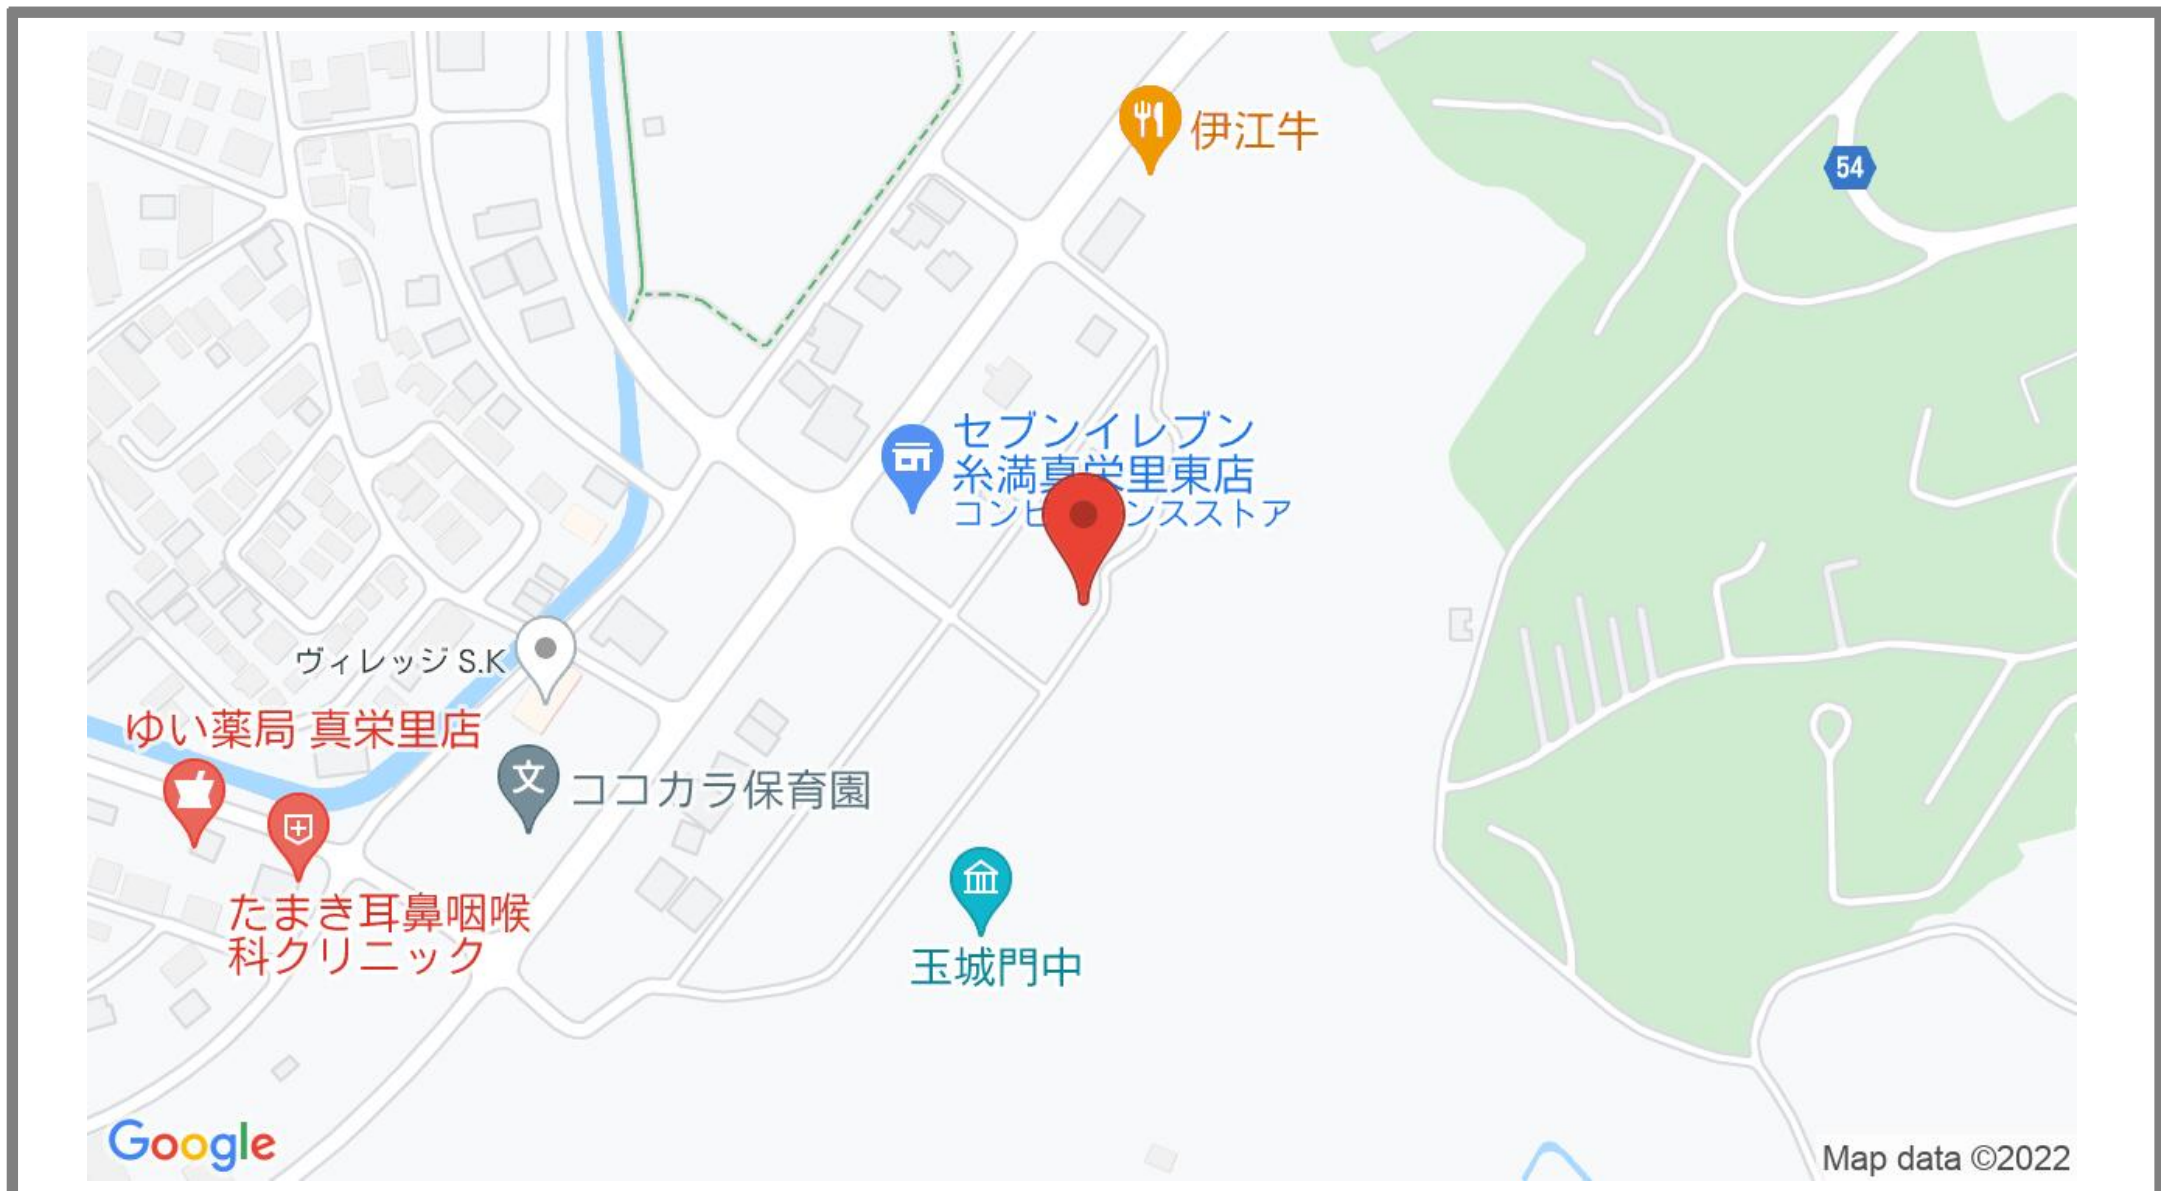 伊江牛
54
セブンイレブン
糸満真栄里東店
コンビニエンスストア
ヴィレッジ S.K
ゆい薬局 真栄里店
ココカラ保育園
たまき耳鼻咽喉
科クリニック
玉城門中
Google
Map data ©2022